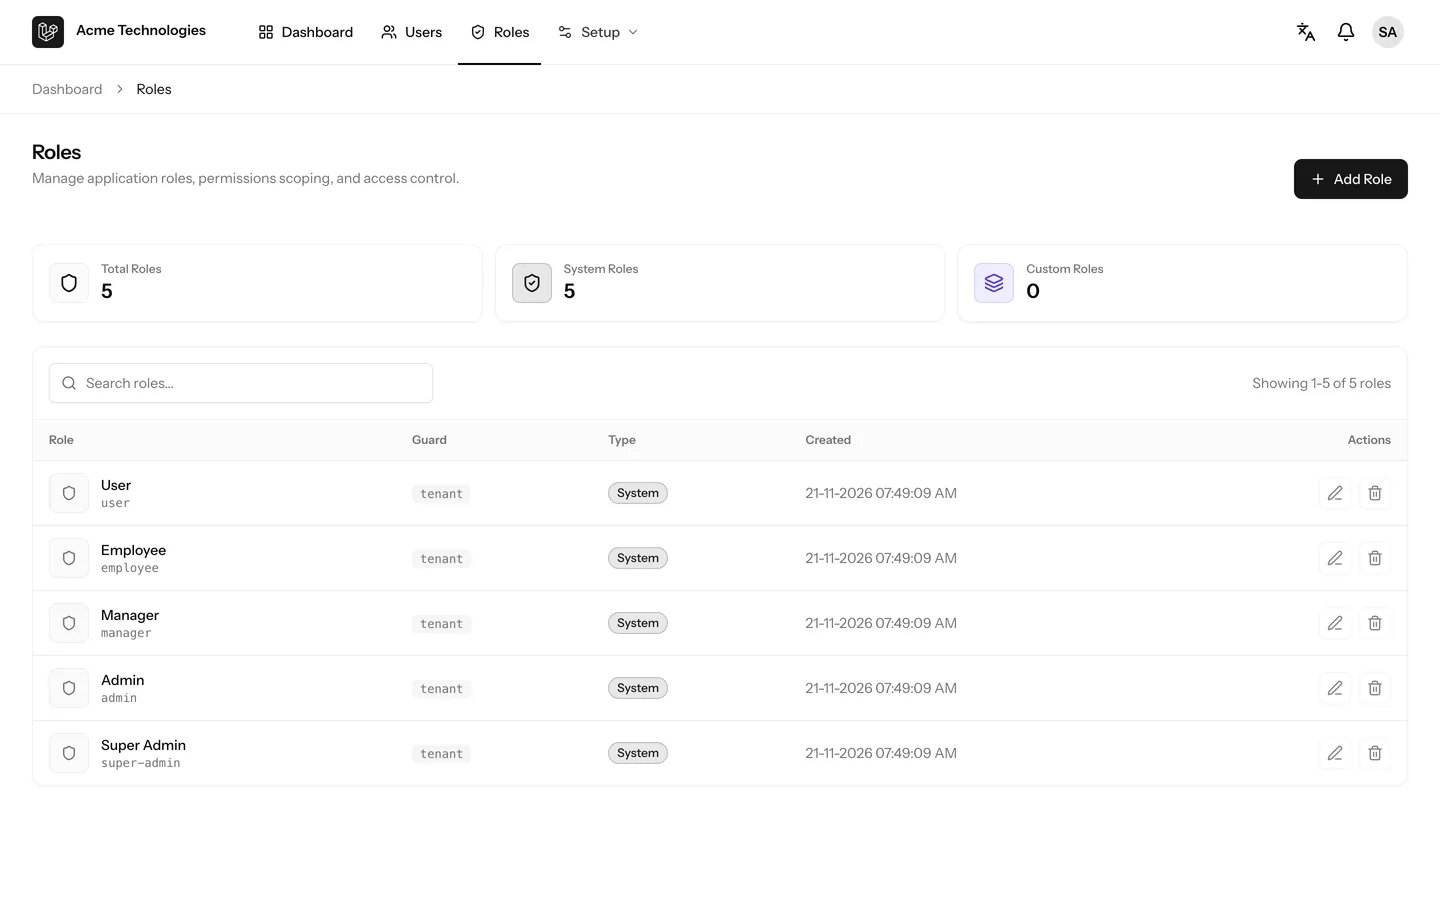 Acme Technologies
Dashboard
Users
Roles
Setup
SA
Dashboard > Roles
Roles
Manage application roles, permissions scoping, and access control.
+ Add Role
Total Roles
5
System Roles
5
Custom Roles
0
Search roles...
Showing 1-5 of 5 roles
Role Guard Type Created Actions
User
user
tenant System 21-11-2026 07:49:09 AM
Employee
employee
tenant System 21-11-2026 07:49:09 AM
Manager
manager
tenant System 21-11-2026 07:49:09 AM
Admin
admin
tenant System 21-11-2026 07:49:09 AM
Super Admin
super-admin
tenant System 21-11-2026 07:49:09 AM